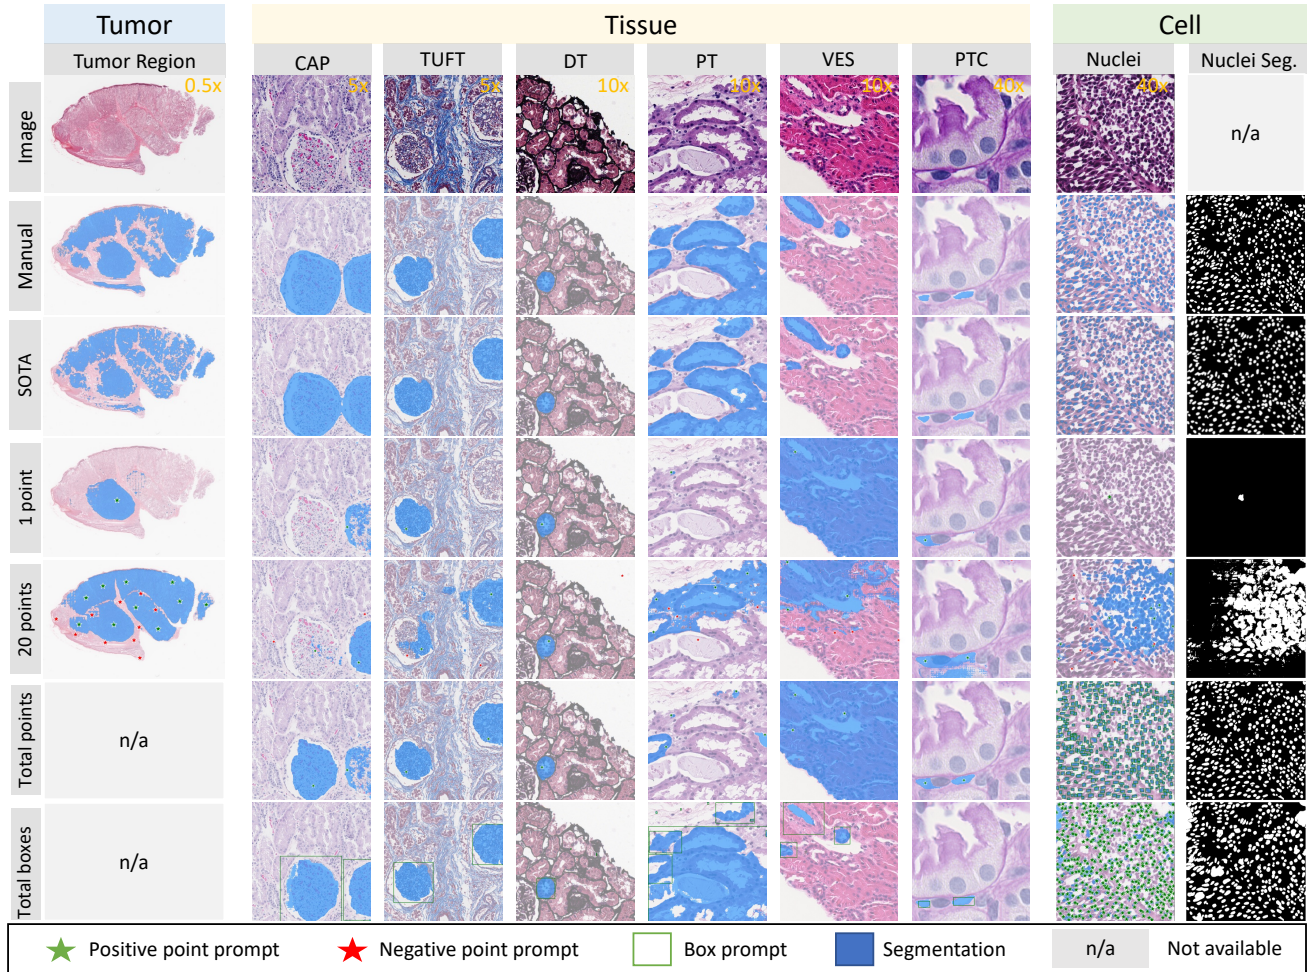 Tumor Tissue Cell
Tumor Region CAP TUFT DT PT VES PTC Nuclei Nuclei Seg.
Image 0.5x 5x 5x 10x 10x 10x 40x 40x n/a
Manual
SOTA
1 point
20 points
Total points n/a
Total boxes n/a
Positive point prompt Negative point prompt Box prompt Segmentation n/a Not available